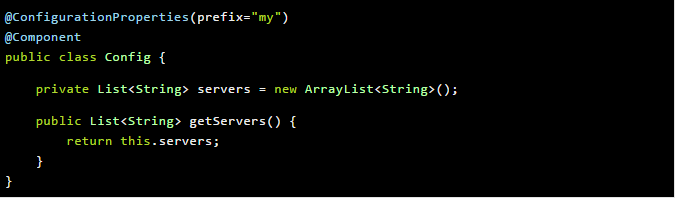 @ConfigurationProperties(prefix="my")
@Component
public class Config {
    private List<String> servers = new ArrayList<String>();
    public List<String> getServers() {
        return this.servers;
    }
}